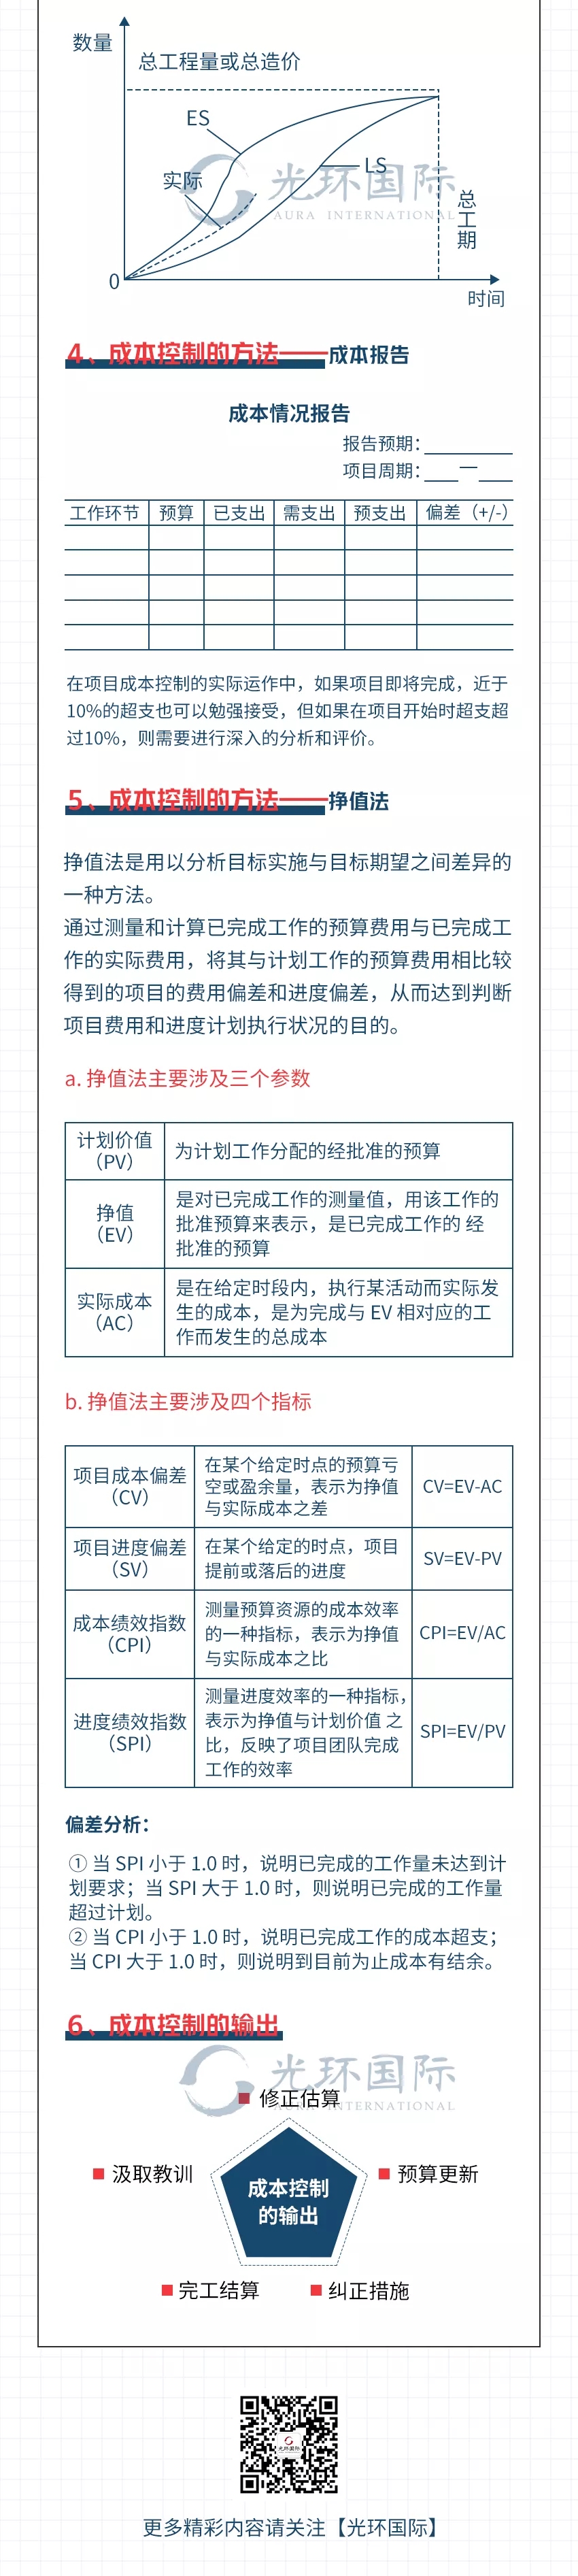 数量
总工程量或总造价
ES
实际
LS
光环国际
AURA INTERNATIONAL
总工期
0
时间
4、成本控制的方法——成本报告
成本情况报告
报告预期：
项目周期： —
工作环节 预算 已支出 需支出 预支出 偏差（+/-）
在项目成本控制的实际运作中，如果项目即将完成，近于
10%的超支也可以勉强接受，但如果在项目开始时超支超
过10%，则需要进行深入的分析和评价。
5、成本控制的方法——挣值法
挣值法是用以分析目标实施与目标期望之间差异的
一种方法。
通过测量和计算已完成工作的预算费用与已完成工
作的实际费用，将其与计划工作的预算费用相比较
得到的项目的费用偏差和进度偏差，从而达到判断
项目费用和进度计划执行状况的目的。
a. 挣值法主要涉及三个参数
计划价值
（PV）
为计划工作分配的经批准的预算
挣值
（EV）
是对已完成工作的测量值，用该工作的
批准预算来表示，是已完成工作的 经
批准的预算
实际成本
（AC）
是在给定时段内，执行某活动而实际发
生的成本，是为完成与 EV 相对应的工
作而发生的总成本
b. 挣值法主要涉及四个指标
项目成本偏差
（CV）
在某个给定时点的预算亏
空或盈余量，表示为挣值
与实际成本之差
CV=EV-AC
项目进度偏差
（SV）
在某个给定的时点，项目
提前或落后的进度
SV=EV-PV
成本绩效指数
（CPI）
测量预算资源的成本效率
的一种指标，表示为挣值
与实际成本之比
CPI=EV/AC
进度绩效指数
（SPI）
测量进度效率的一种指标，
表示为挣值与计划价值 之
比，反映了项目团队完成
工作的效率
SPI=EV/PV
偏差分析：
① 当 SPI 小于 1.0 时，说明已完成的工作量未达到计
划要求；当 SPI 大于 1.0 时，则说明已完成的工作量
超过计划。
② 当 CPI 小于 1.0 时，说明已完成工作的成本超支；
当 CPI 大于 1.0 时，则说明到目前为止成本有结余。
6、成本控制的输出
光环国际
AURA INTERNATIONAL
修正估算
汲取教训
预算更新
成本控制
的输出
完工结算
纠正措施
光环国际
更多精彩内容请关注【光环国际】